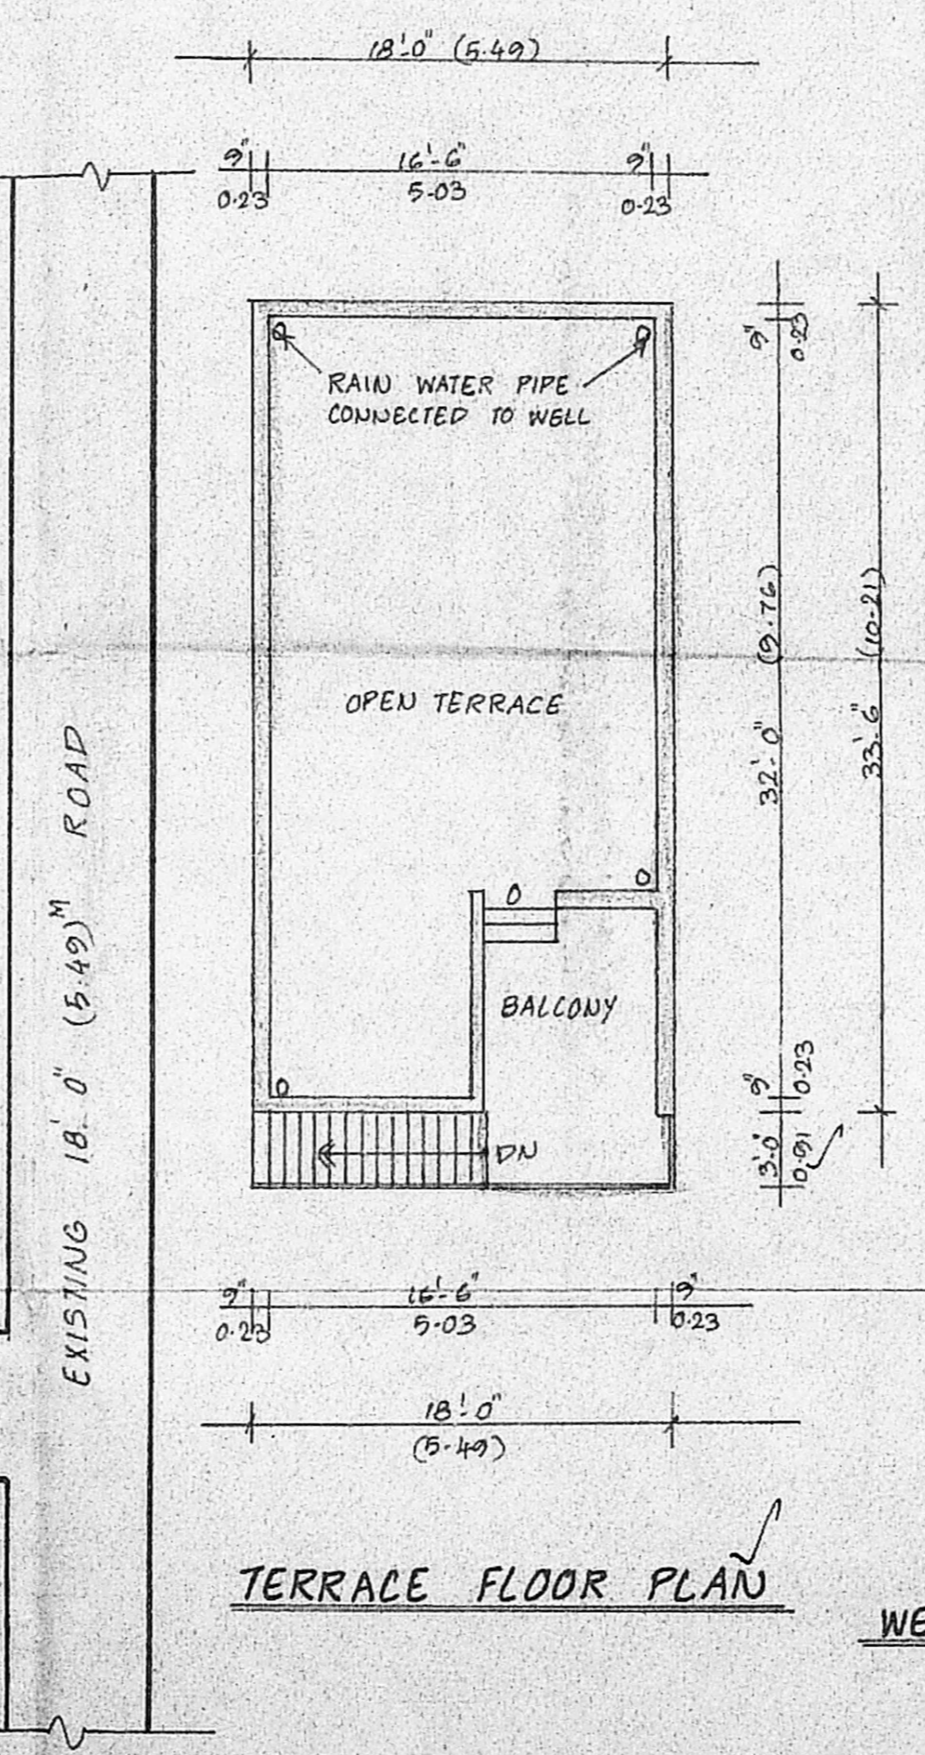 18'-0" (5.49)
9" 16'-6" 9"
0.23 5.03 0.23
9" 0.23
RAIN WATER PIPE
CONNECTED TO WELL
32'-0" (9.76)
33'-6" (10.21)
OPEN TERRACE
EXISTING 18'-0" (5.49)M ROAD
BALCONY
9" 0.23
DN
3'-0" 0.91
9" 16'-6" 9"
0.23 5.03 0.23
18'-0"
(5.49)
TERRACE FLOOR PLAN
WE